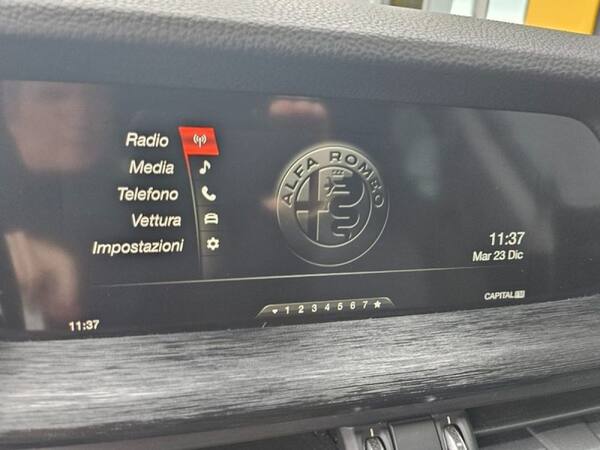 Radio
Media
Telefono
Vettura
Impostazioni
ALFA ROMEO
11:37
Mar 23 Dic
CAPITAL
1 2 3 4 5 6 7
11:37